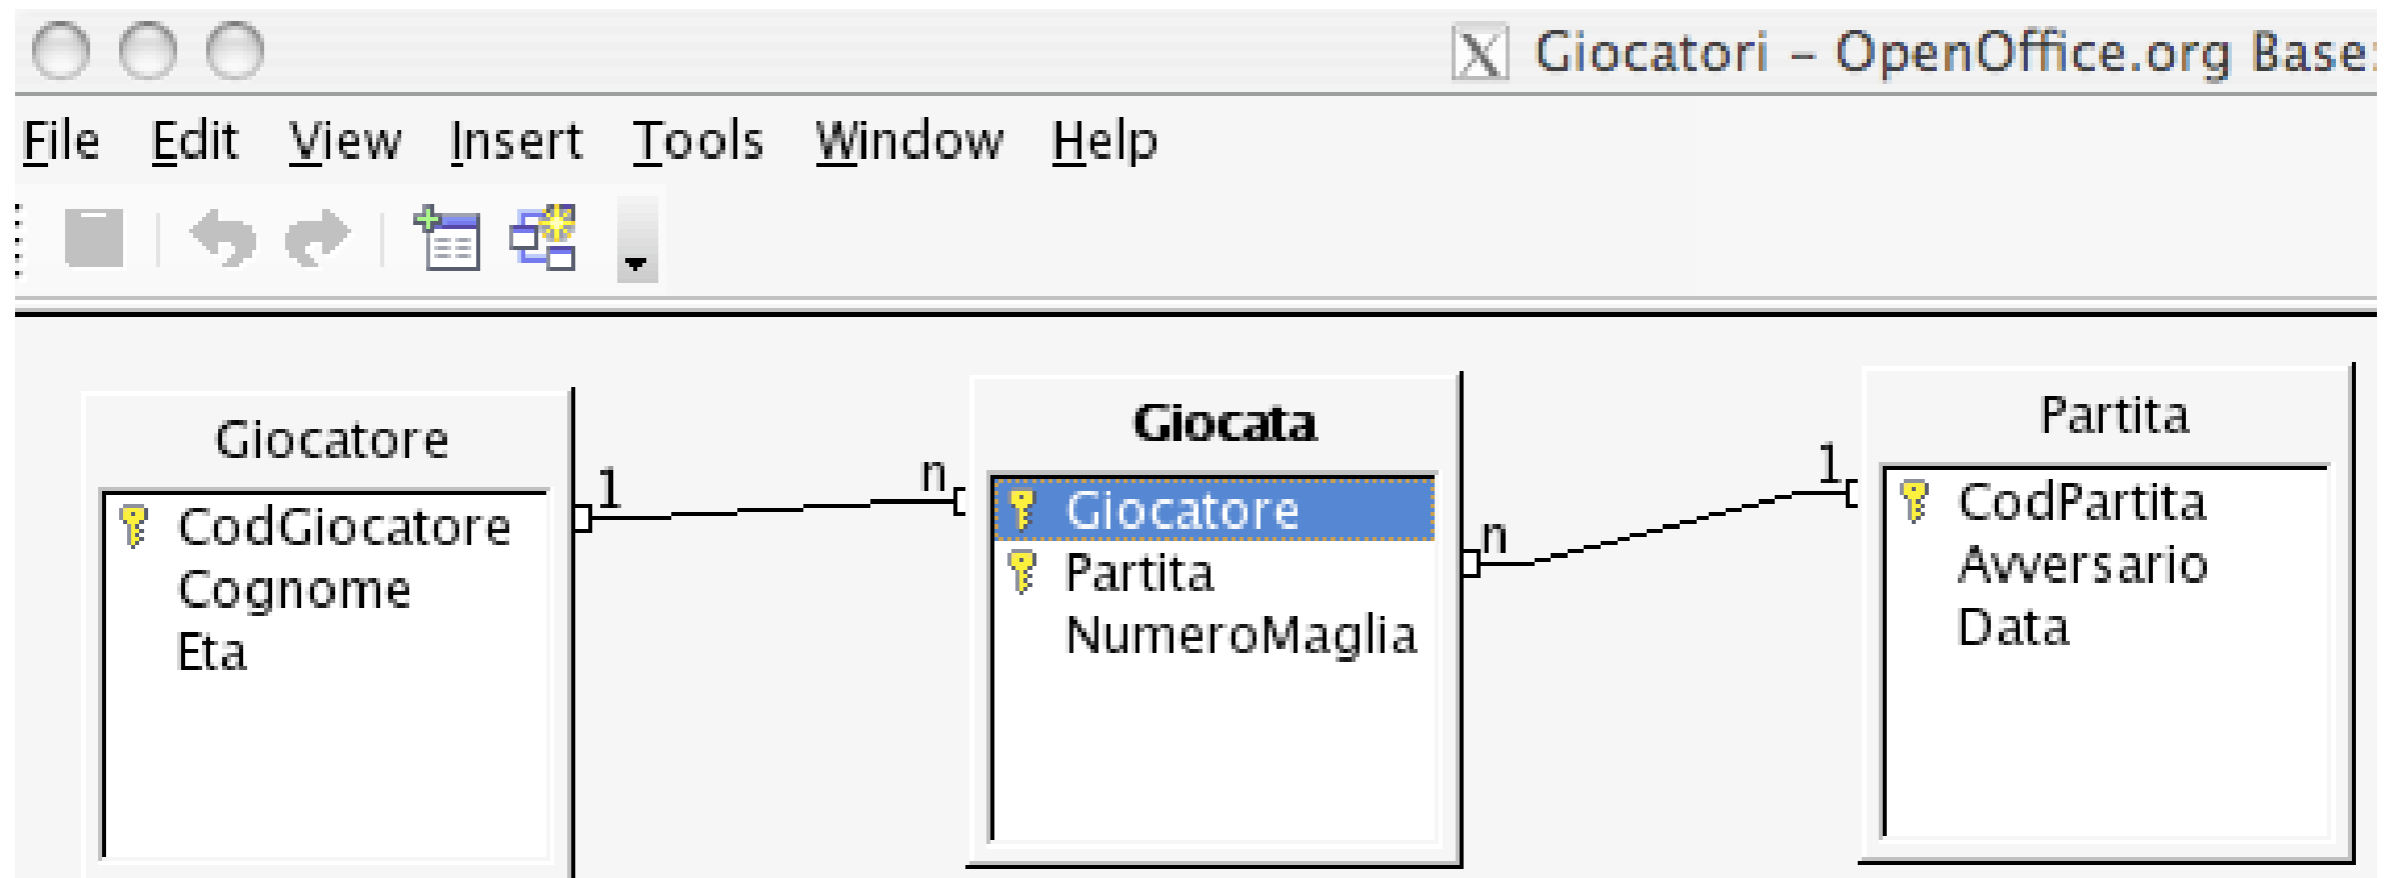 Giocatori – OpenOffice.org Base:
File Edit View Insert Tools Window Help
Giocatore
CodGiocatore
Cognome
Eta
1 n
Giocata
Giocatore
Partita
NumeroMaglia
n 1
Partita
CodPartita
Avversario
Data